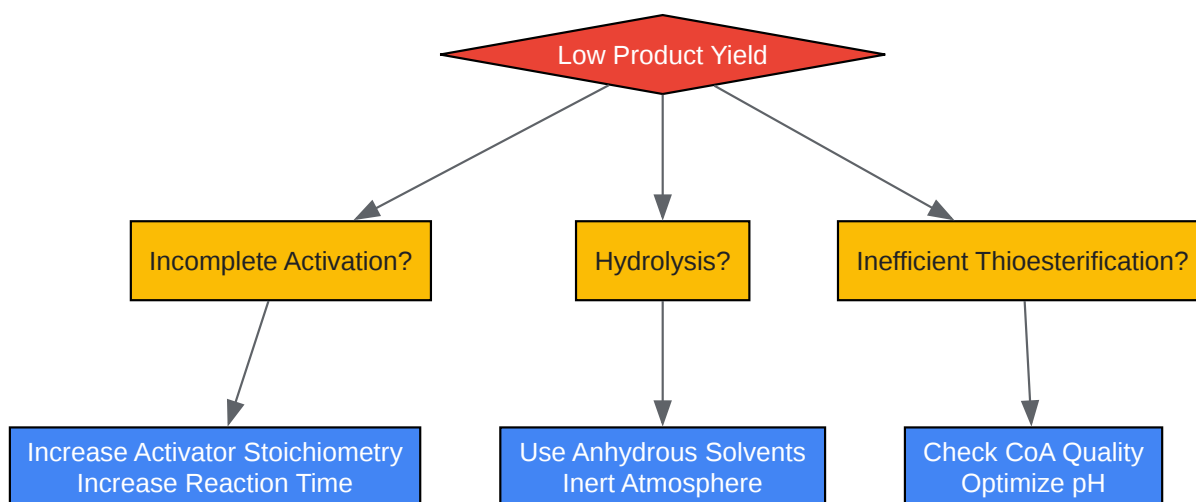 Low Product Yield
Incomplete Activation?
Hydrolysis?
Inefficient Thioesterification?
Increase Activator Stoichiometry
Increase Reaction Time
Use Anhydrous Solvents
Inert Atmosphere
Check CoA Quality
Optimize pH